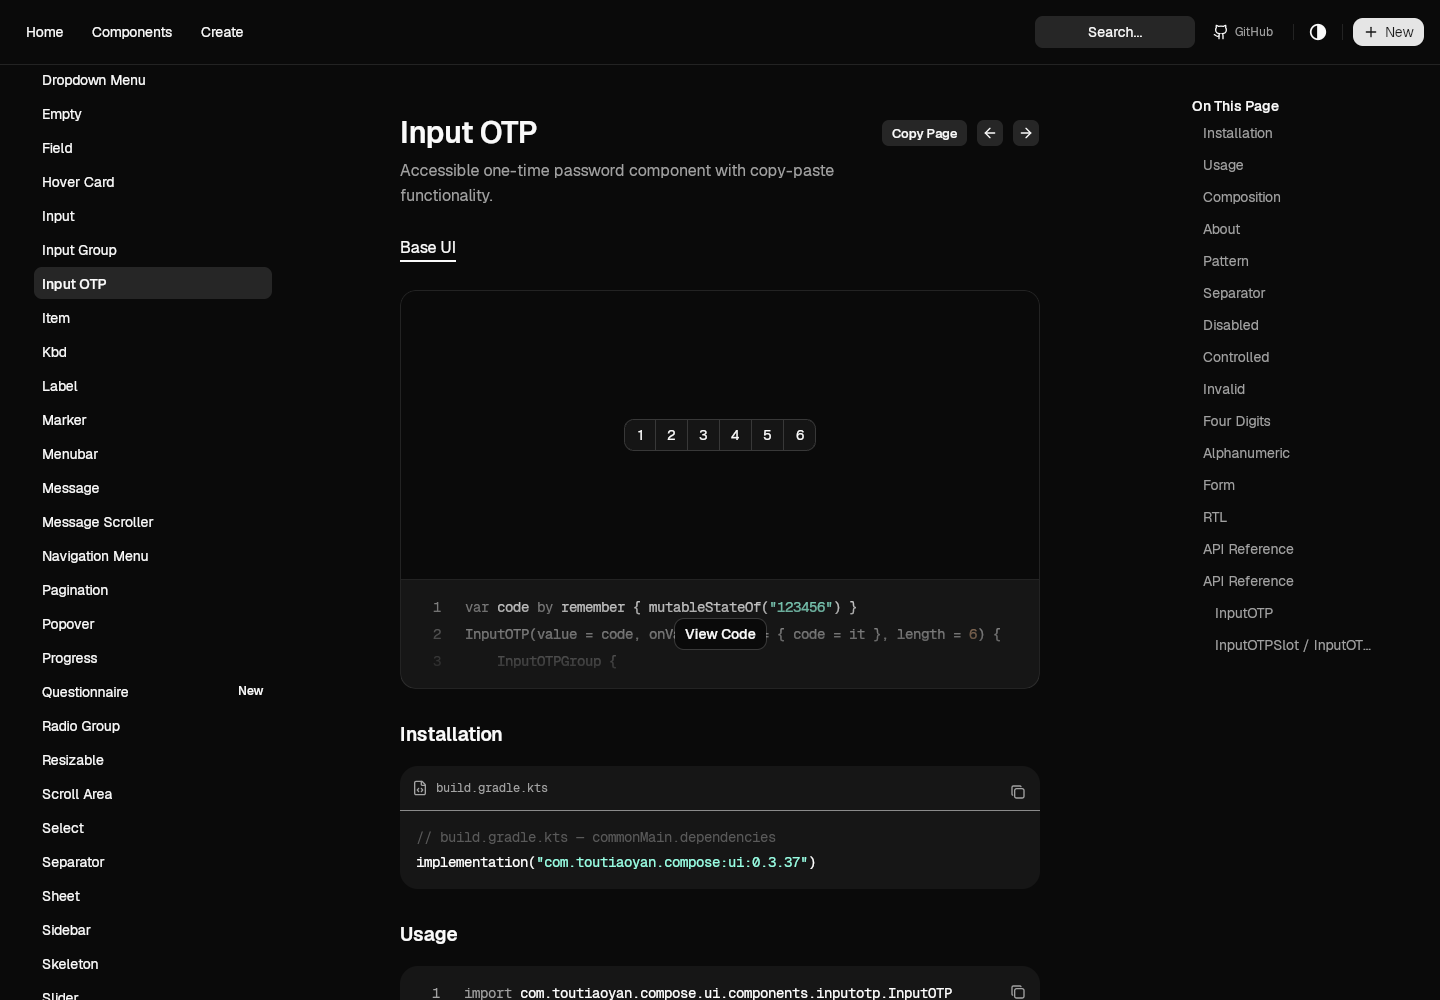 Home Components Create Search... GitHub New
Dropdown Menu
Empty
Field
Hover Card
Input
Input Group
Input OTP
Item
Kbd
Label
Marker
Menubar
Message
Message Scroller
Navigation Menu
Pagination
Popover
Progress
Questionnaire New
Radio Group
Resizable
Scroll Area
Select
Separator
Sheet
Sidebar
Skeleton
Slider
Input OTP
Copy Page
Accessible one-time password component with copy-paste
functionality.
Base UI
1 2 3 4 5 6
1 var code by remember { mutableStateOf("123456") }
2 InputOTP(value = code, onV = { code = it }, length = 6) {
View Code
3 InputOTPGroup {
Installation
build.gradle.kts
// build.gradle.kts — commonMain.dependencies
implementation("com.toutiaoyan.compose:ui:0.3.37")
Usage
1 import com.toutiaoyan.compose.ui.components.inputotp.InputOTP
On This Page
Installation
Usage
Composition
About
Pattern
Separator
Disabled
Controlled
Invalid
Four Digits
Alphanumeric
Form
RTL
API Reference
API Reference
InputOTP
InputOTPSlot / InputOT...